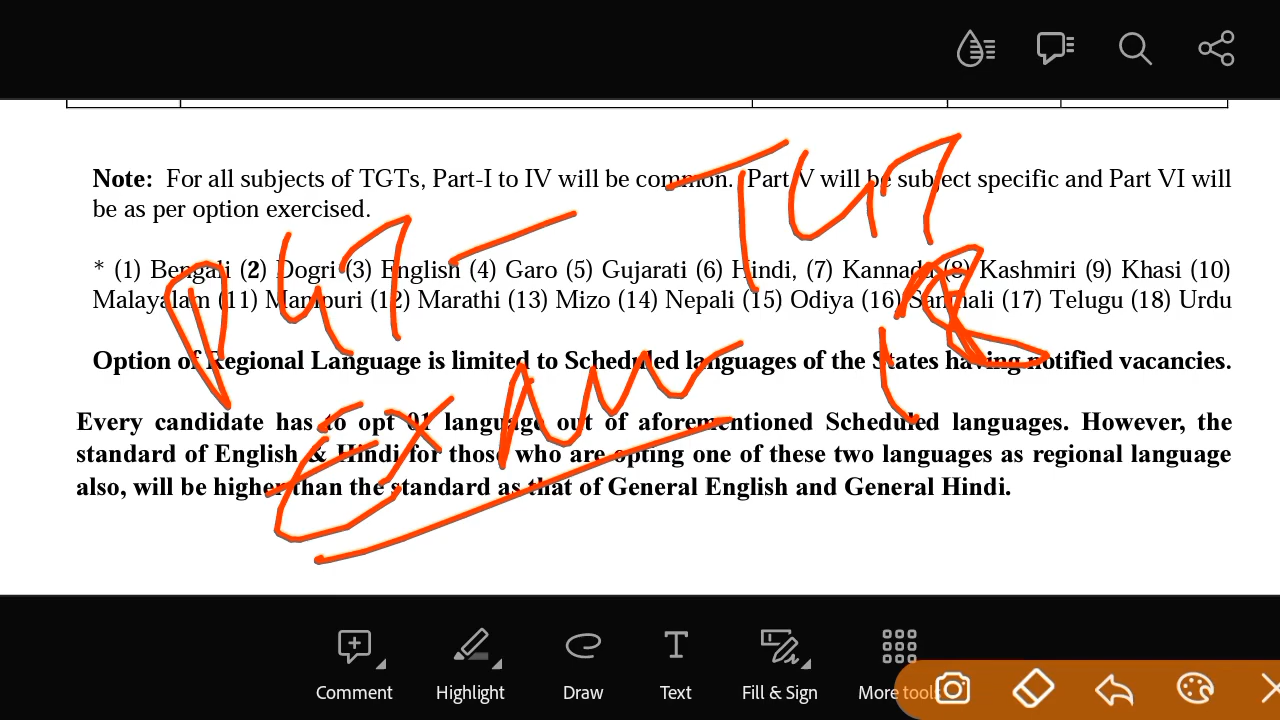 Note: For all subjects of TGTs, Part-I to IV will be common. Part V will be subject specific and Part VI will
be as per option exercised.
* (1) Bengali (2) Dogri (3) English (4) Garo (5) Gujarati (6) Hindi, (7) Kannada (8) Kashmiri (9) Khasi (10)
Malayalam (11) Manipuri (12) Marathi (13) Mizo (14) Nepali (15) Odiya (16) Santhali (17) Telugu (18) Urdu
Option of Regional Language is limited to Scheduled languages of the States having notified vacancies.
Every candidate has to opt 01 language out of aforementioned Scheduled languages. However, the
standard of English & Hindi for those who are opting one of these two languages as regional language
also, will be higher than the standard as that of General English and General Hindi.
PGT - TGT
Exam
Comment Highlight Draw Text Fill & Sign More tools